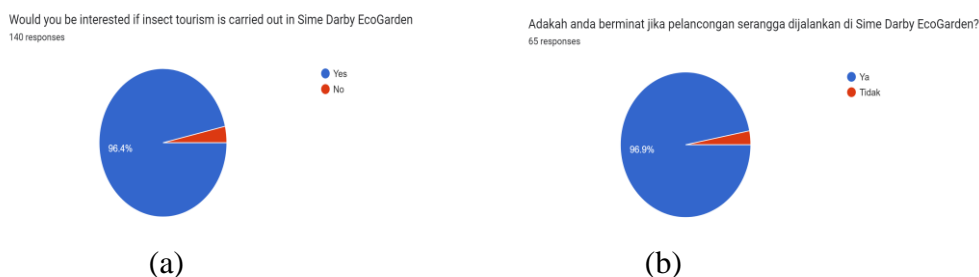 Would you be interested if insect tourism is carried out in Sime Darby EcoGarden
140 responses
Yes
No
96.4%
(a)
Adakah anda berminat jika pelancongan serangga dijalankan di Sime Darby EcoGarden?
65 responses
Ya
Tidak
96.9%
(b)